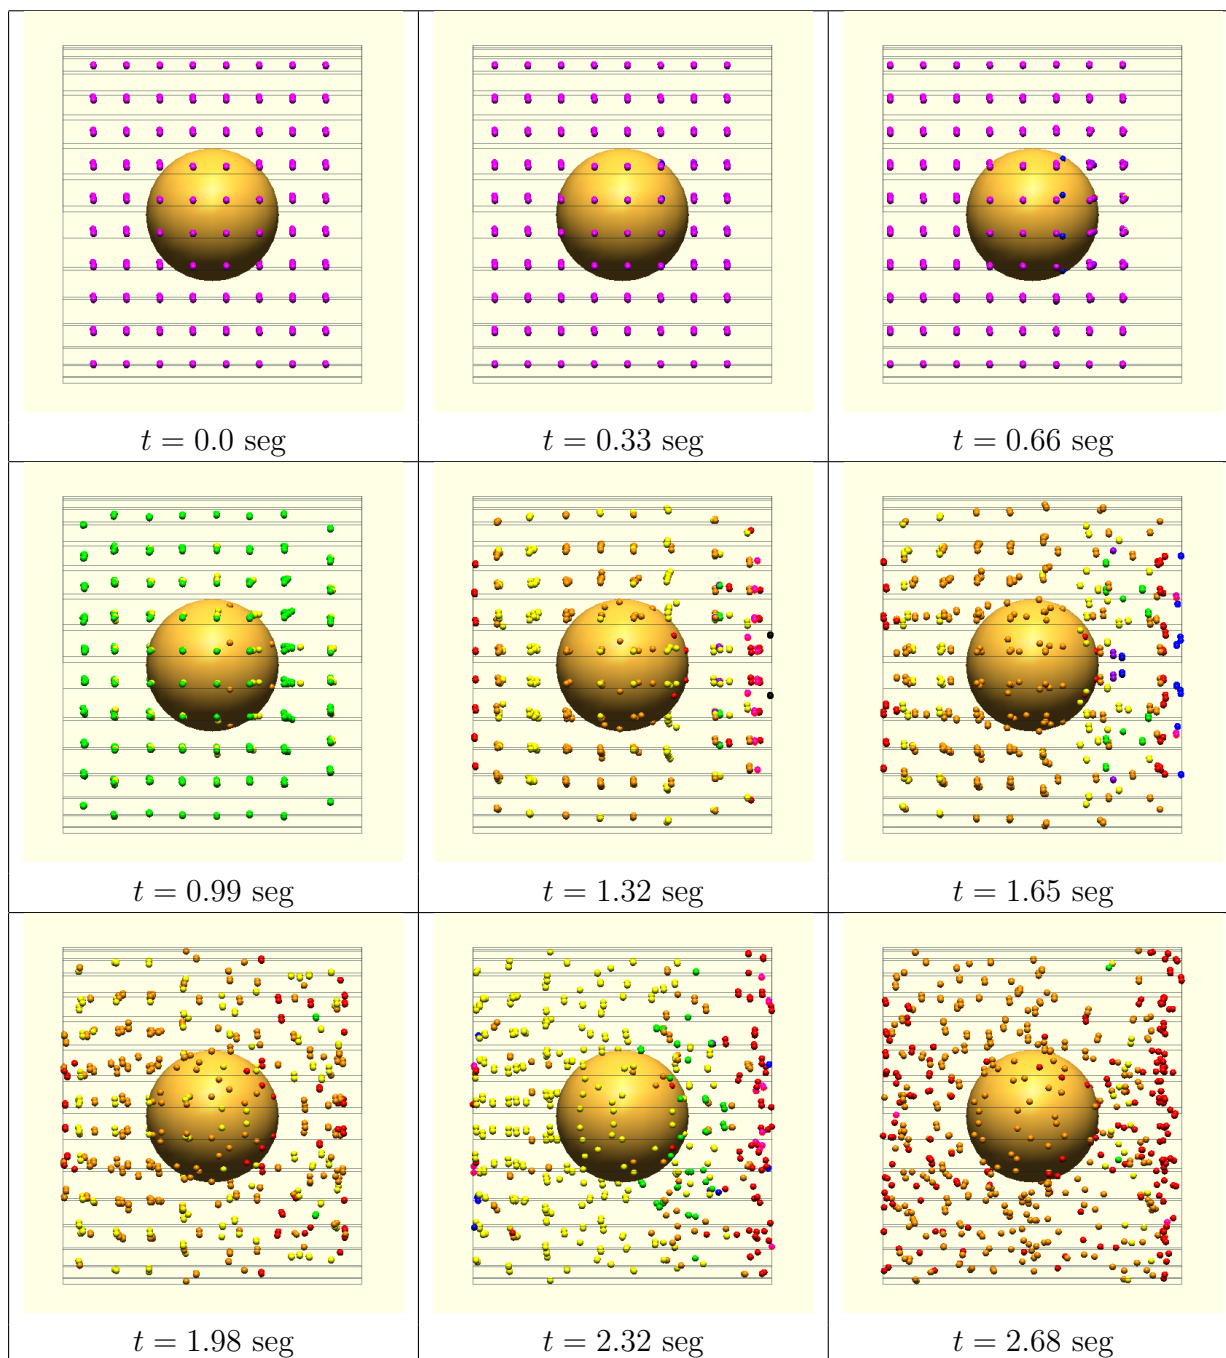 t = 0.0 seg
t = 0.33 seg
t = 0.66 seg
t = 0.99 seg
t = 1.32 seg
t = 1.65 seg
t = 1.98 seg
t = 2.32 seg
t = 2.68 seg